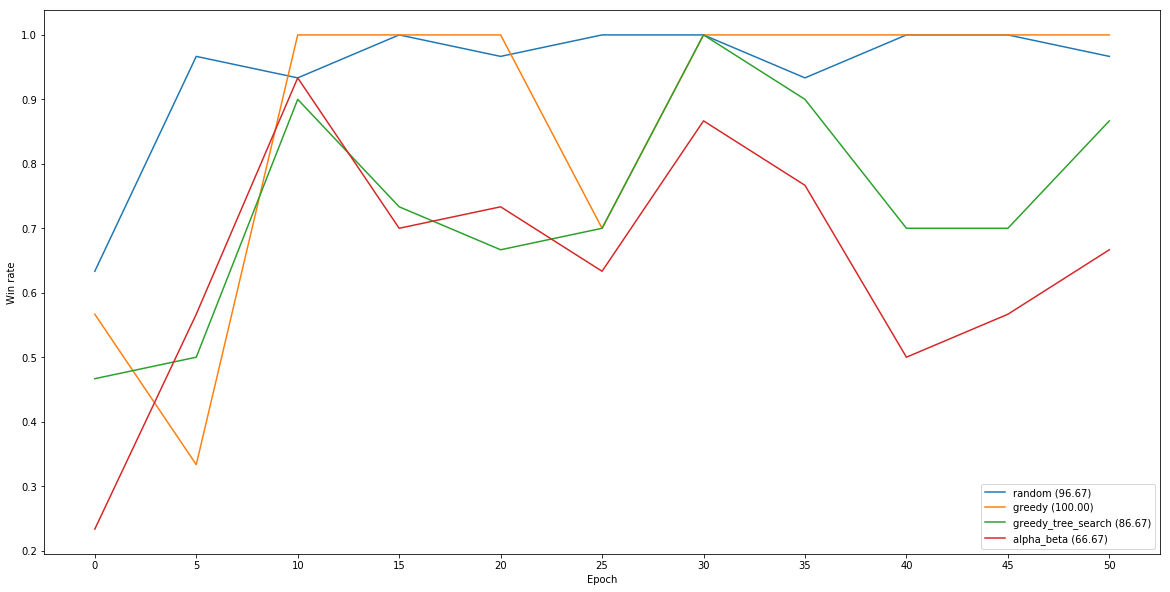 1.0
0.9
0.8
0.7
0.6
0.5
0.4
0.3
0.2
Win rate
random (96.67)
greedy (100.00)
greedy_tree_search (86.67)
alpha_beta (66.67)
0 5 10 15 20 25 30 35 40 45 50
Epoch